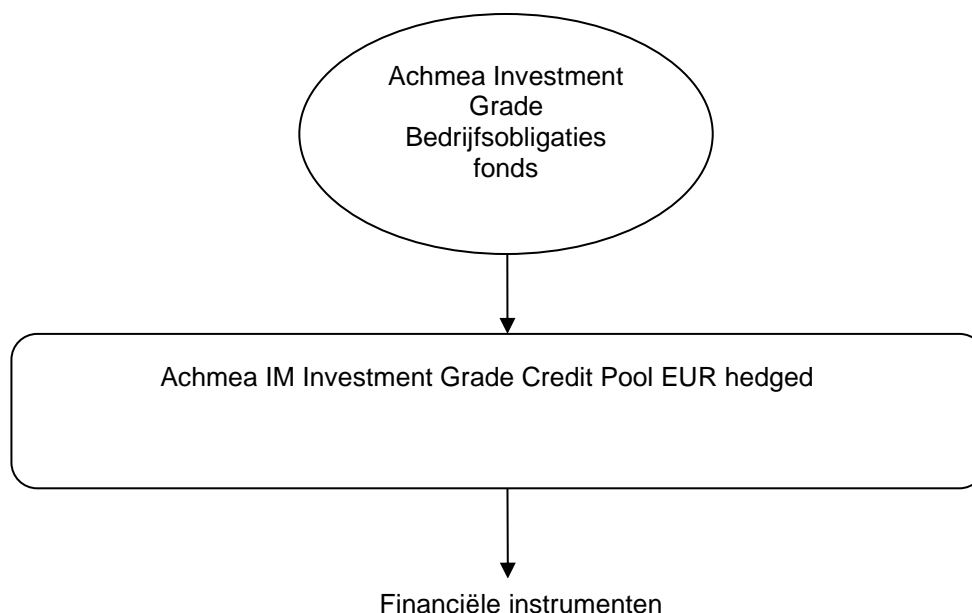 Achmea Investment
Grade
Bedrijfsobligaties
fonds
Achmea IM Investment Grade Credit Pool EUR hedged
Financiële instrumenten